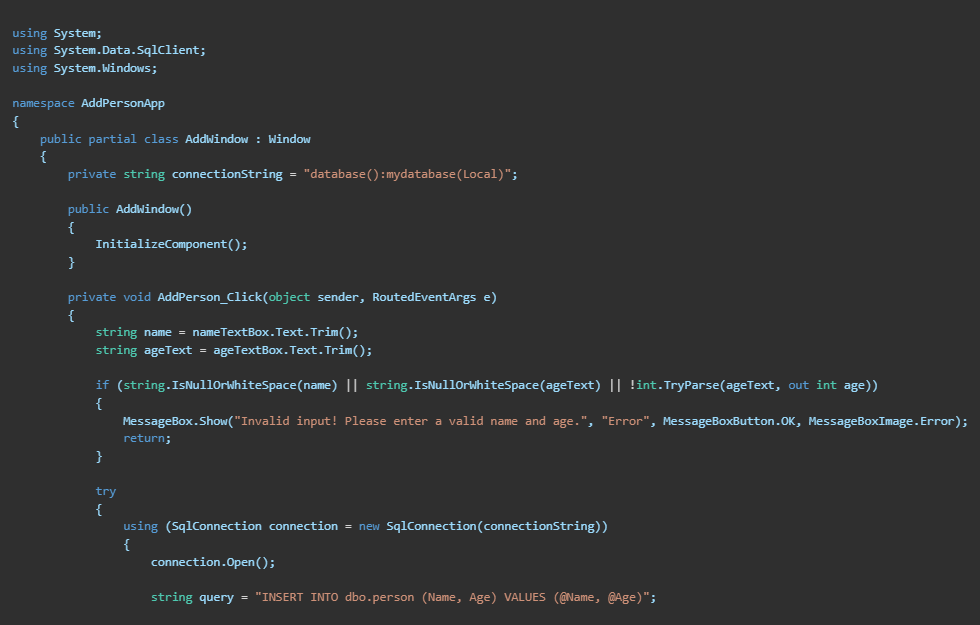 using System;
using System.Data.SqlClient;
using System.Windows;
namespace AddPersonApp
{
    public partial class AddWindow : Window
    {
        private string connectionString = "database():mydatabase(Local)";
        public AddWindow()
        {
            InitializeComponent();
        }
        private void AddPerson_Click(object sender, RoutedEventArgs e)
        {
            string name = nameTextBox.Text.Trim();
            string ageText = ageTextBox.Text.Trim();
            if (string.IsNullOrWhiteSpace(name) || string.IsNullOrWhiteSpace(ageText) || !int.TryParse(ageText, out int age))
            {
                MessageBox.Show("Invalid input! Please enter a valid name and age.", "Error", MessageBoxButton.OK, MessageBoxImage.Error);
                return;
            }
            try
            {
                using (SqlConnection connection = new SqlConnection(connectionString))
                {
                    connection.Open();
                    string query = "INSERT INTO dbo.person (Name, Age) VALUES (@Name, @Age)";